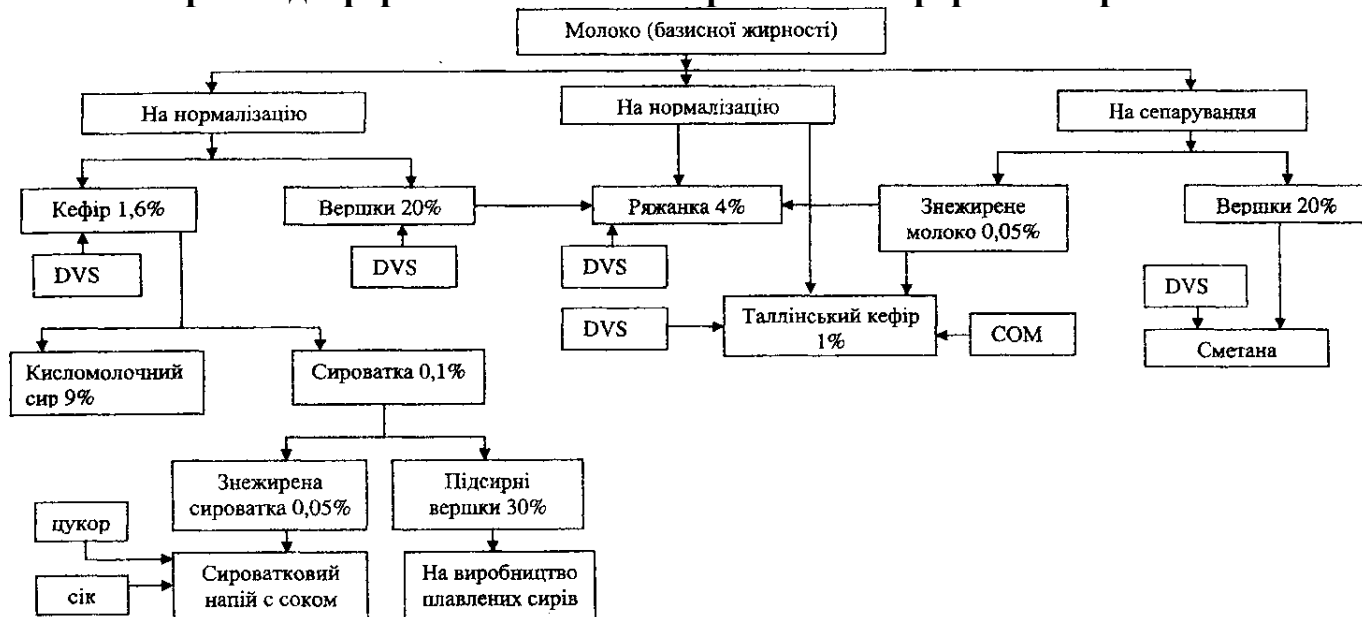 Молоко (базисної жирності)
На нормалізацію
На нормалізацію
На сепарування
Кефір 1,6%
Вершки 20%
Ряжанка 4%
Знежирене
молоко 0,05%
Вершки 20%
DVS
DVS
DVS
DVS
DVS
Таллінський кефір
1%
СОМ
Сметана
Кисломолочний
сир 9%
Сироватка 0,1%
Знежирена
сироватка 0,05%
Підсирні
вершки 30%
цукор
сік
Сироватковий
напій с соком
На виробництво
плавлених сирів